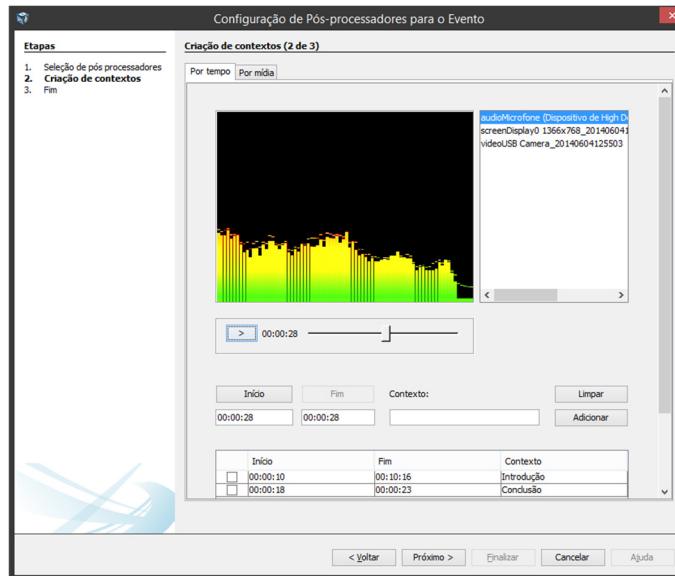 Configuração de Pós-processadores para o Evento
Etapas
1. Seleção de pós processadores
2. Criação de contextos
3. Fim
Criação de contextos (2 de 3)
Por tempo Por mídia
audioMicrofone (Dispositivo de High De
screenDisplay0 1366x768_201406041
videoUSB Camera_20140604125503
< >
> 00:00:28
Início Fim Contexto: Limpar
00:00:28 00:00:28 Adicionar
Início Fim Contexto
00:00:10 00:10:16 Introdução
00:00:18 00:00:23 Conclusão
< Voltar Próximo > Finalizar Cancelar Ajuda